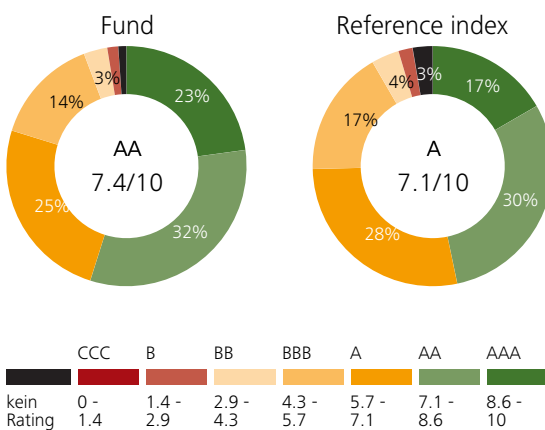 Fund
Reference index
3%
23%
14%
AA
7.4/10
25%
32%
4%
3%
17%
17%
A
7.1/10
30%
28%
CCC B BB BBB A AA AAA
kein 0 - 1.4 - 2.9 - 4.3 - 5.7 - 7.1 - 8.6 -
Rating 1.4 2.9 4.3 5.7 7.1 8.6 10